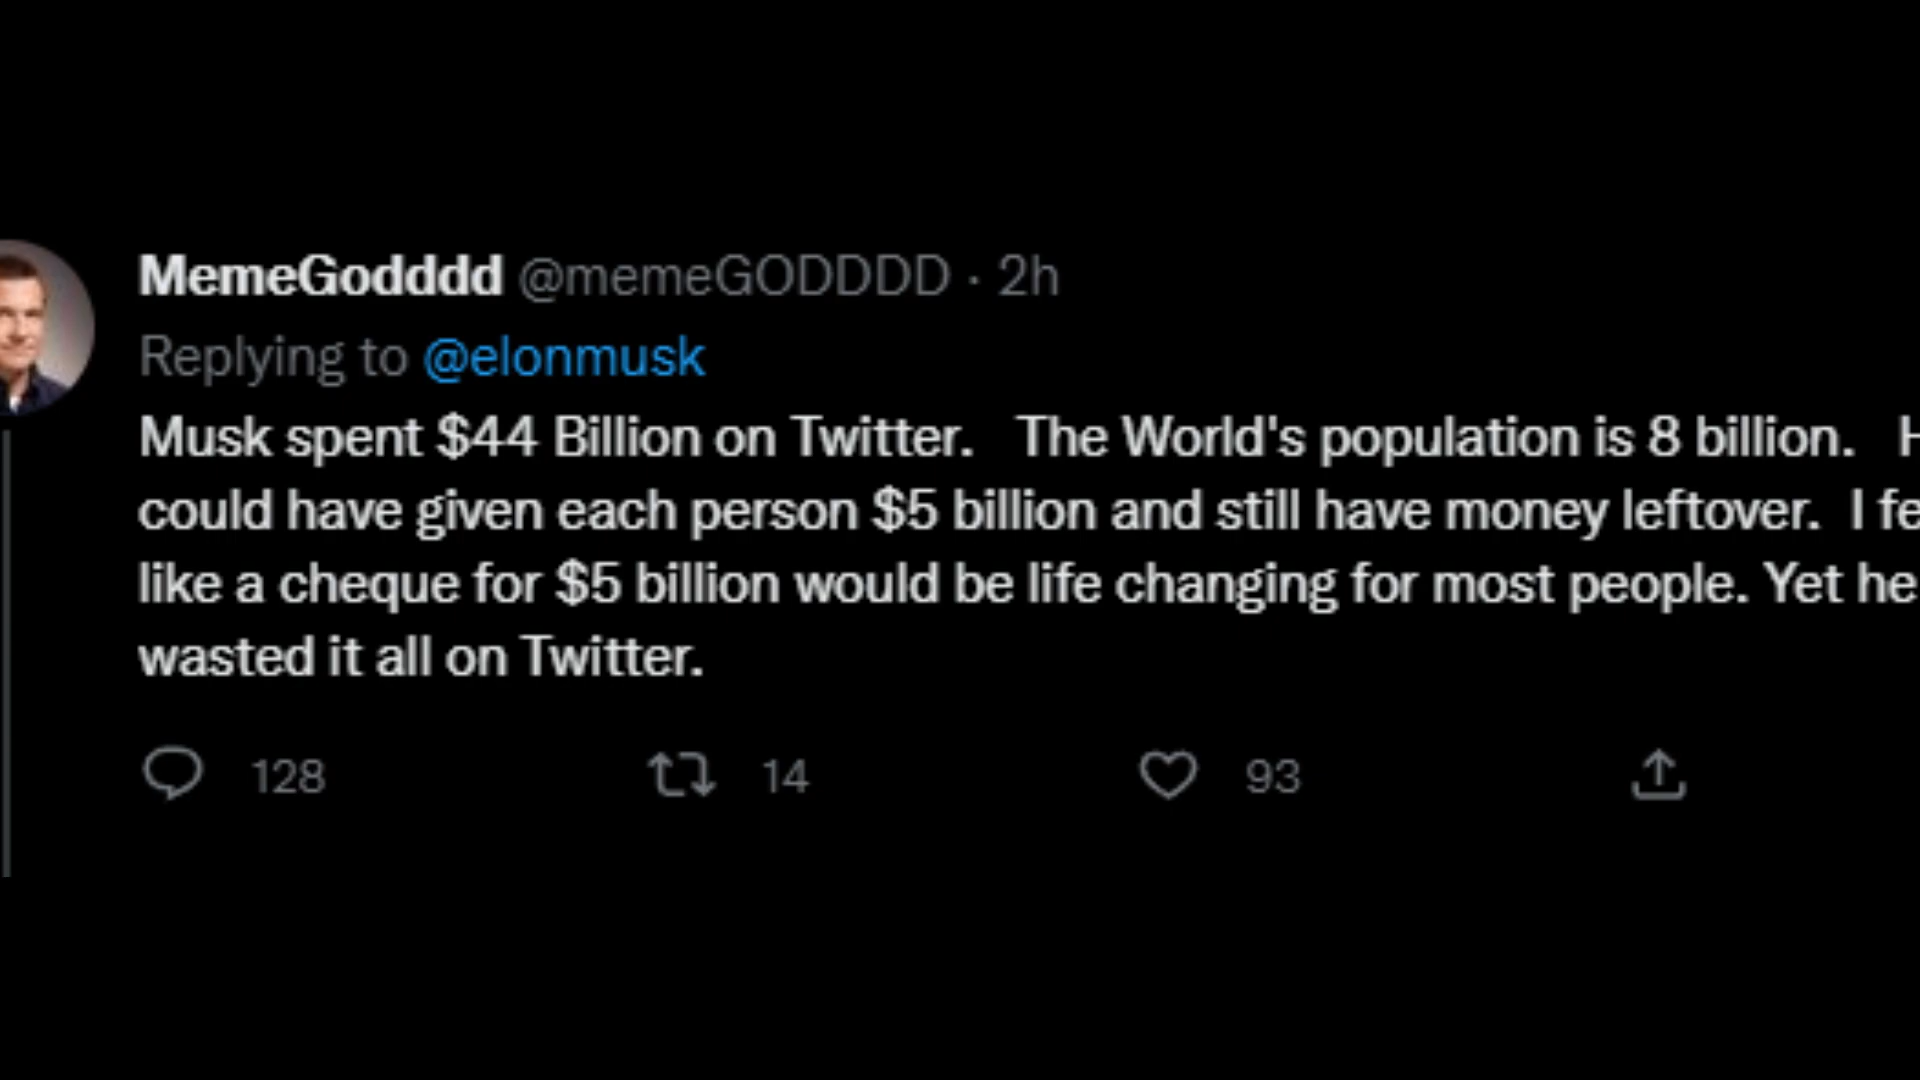 MemeGodddd @memeGODDDD · 2h
Replying to @elonmusk
Musk spent $44 Billion on Twitter. The World's population is 8 billion.
could have given each person $5 billion and still have money leftover. I
like a cheque for $5 billion would be life changing for most people. Yet he
wasted it all on Twitter.
128 14 93